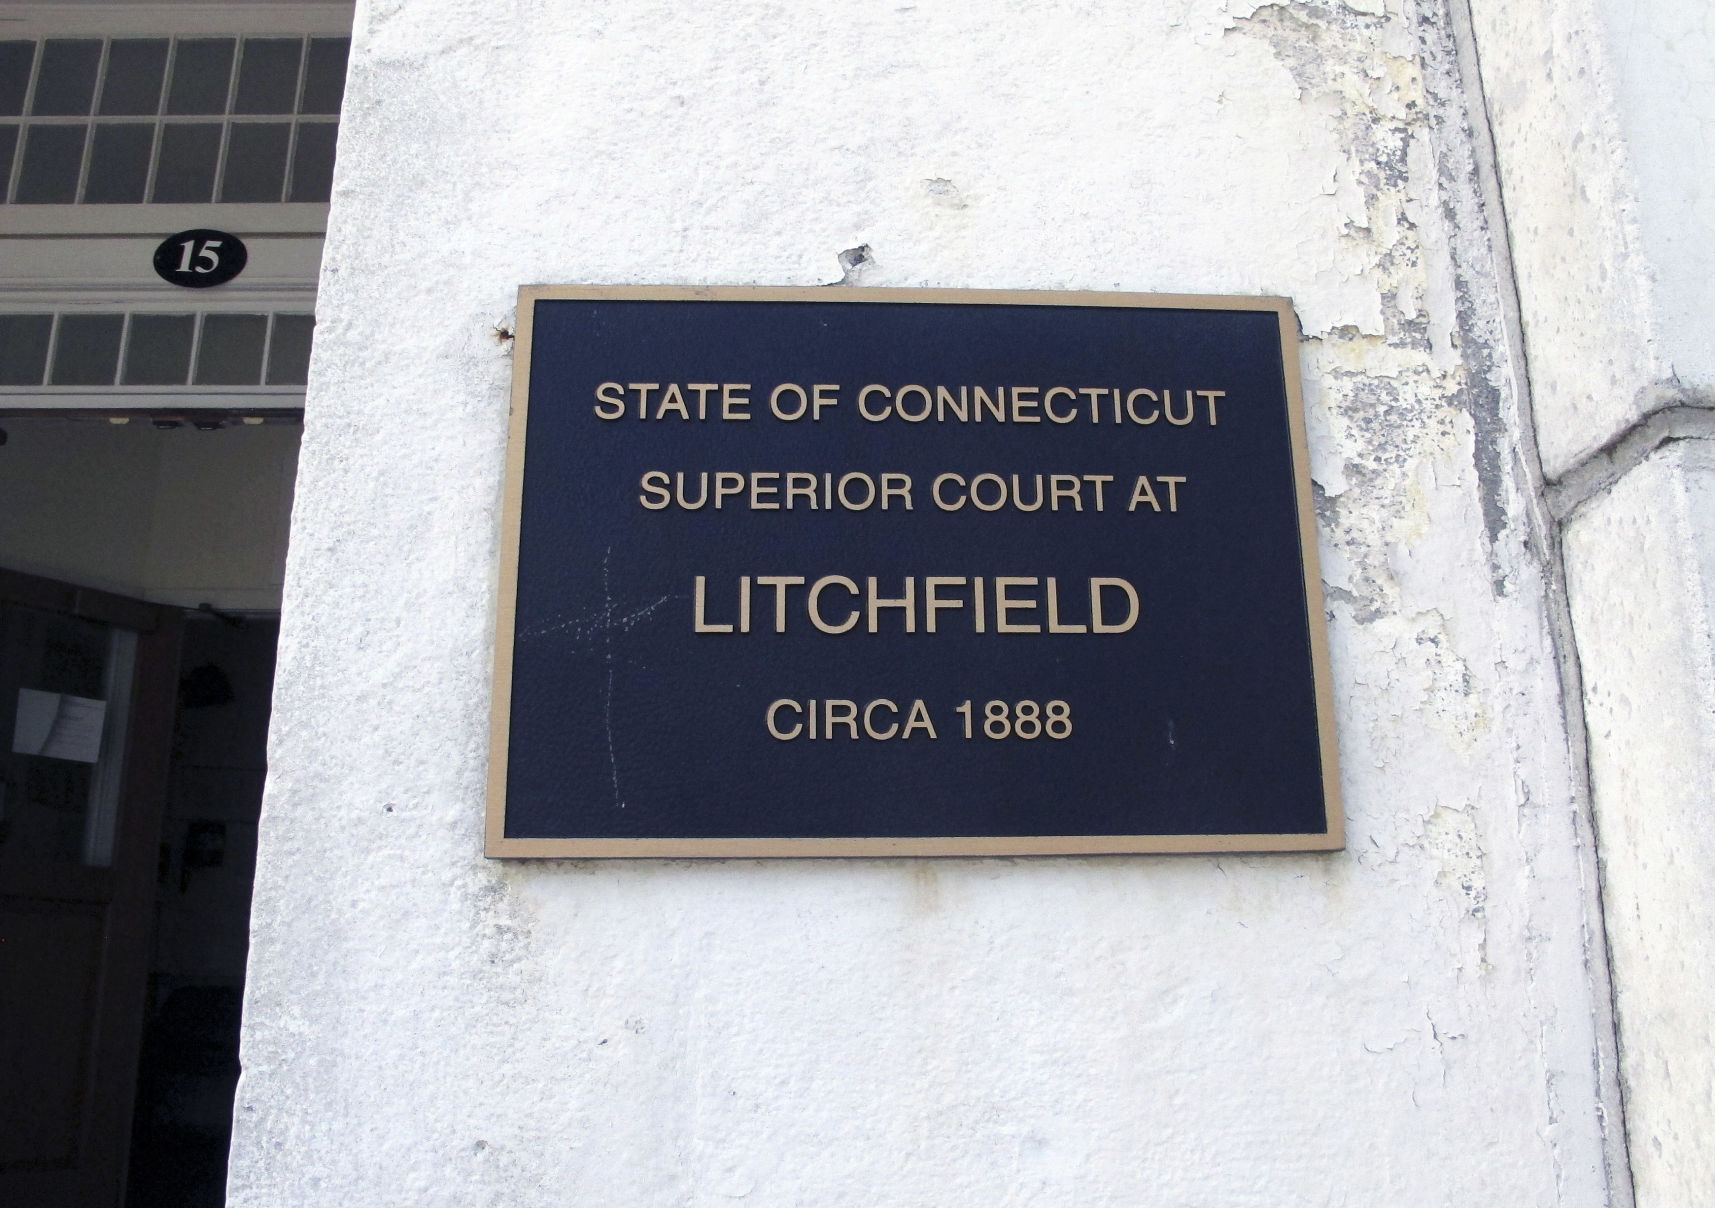 15
STATE OF CONNECTICUT
SUPERIOR COURT AT
LITCHFIELD
CIRCA 1888